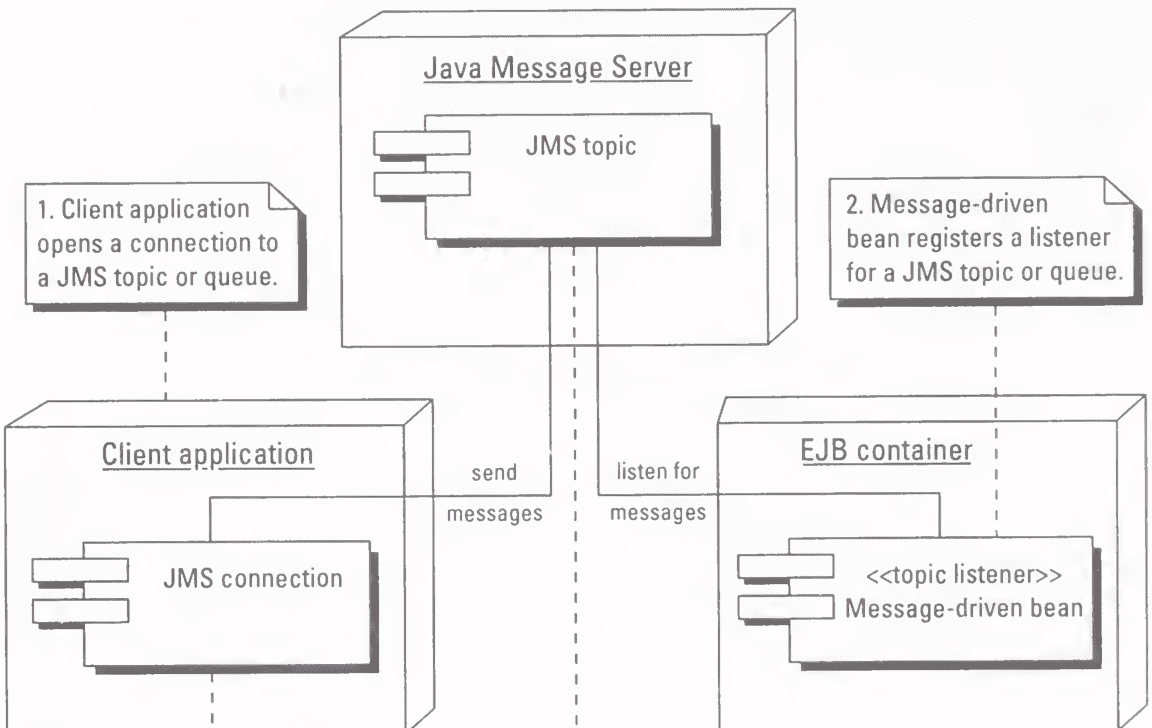 Java Message Server
JMS topic
1. Client application
opens a connection to
a JMS topic or queue.
2. Message-driven
bean registers a listener
for a JMS topic or queue.
Client application
send
messages
listen for
messages
EJB container
JMS connection
<<topic listener>>
Message-driven bean